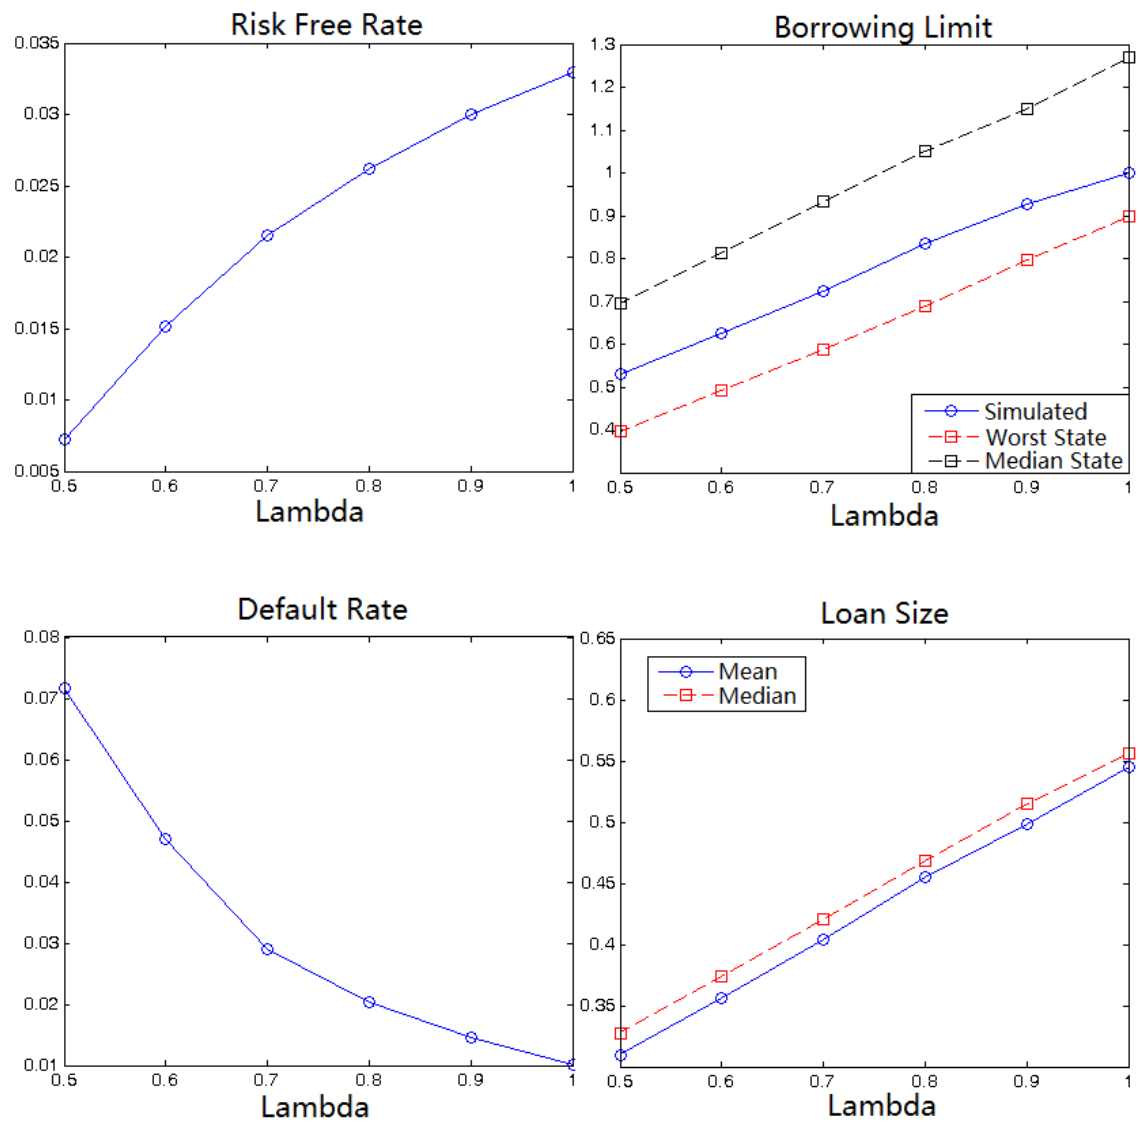 Risk Free Rate
0.035
0.03
0.025
0.02
0.015
0.01
0.005
0.5 0.6 0.7 0.8 0.9 1
Lambda
Borrowing Limit
1.3
1.2
1.1
1
0.9
0.8
0.7
0.6
0.5
0.4
Simulated
Worst State
Median State
0.5 0.6 0.7 0.8 0.9 1
Lambda
Default Rate
0.08
0.07
0.06
0.05
0.04
0.03
0.02
0.01
0.5 0.6 0.7 0.8 0.9 1
Lambda
Loan Size
0.65
0.6
0.55
0.5
0.45
0.4
0.35
Mean
Median
0.5 0.6 0.7 0.8 0.9 1
Lambda